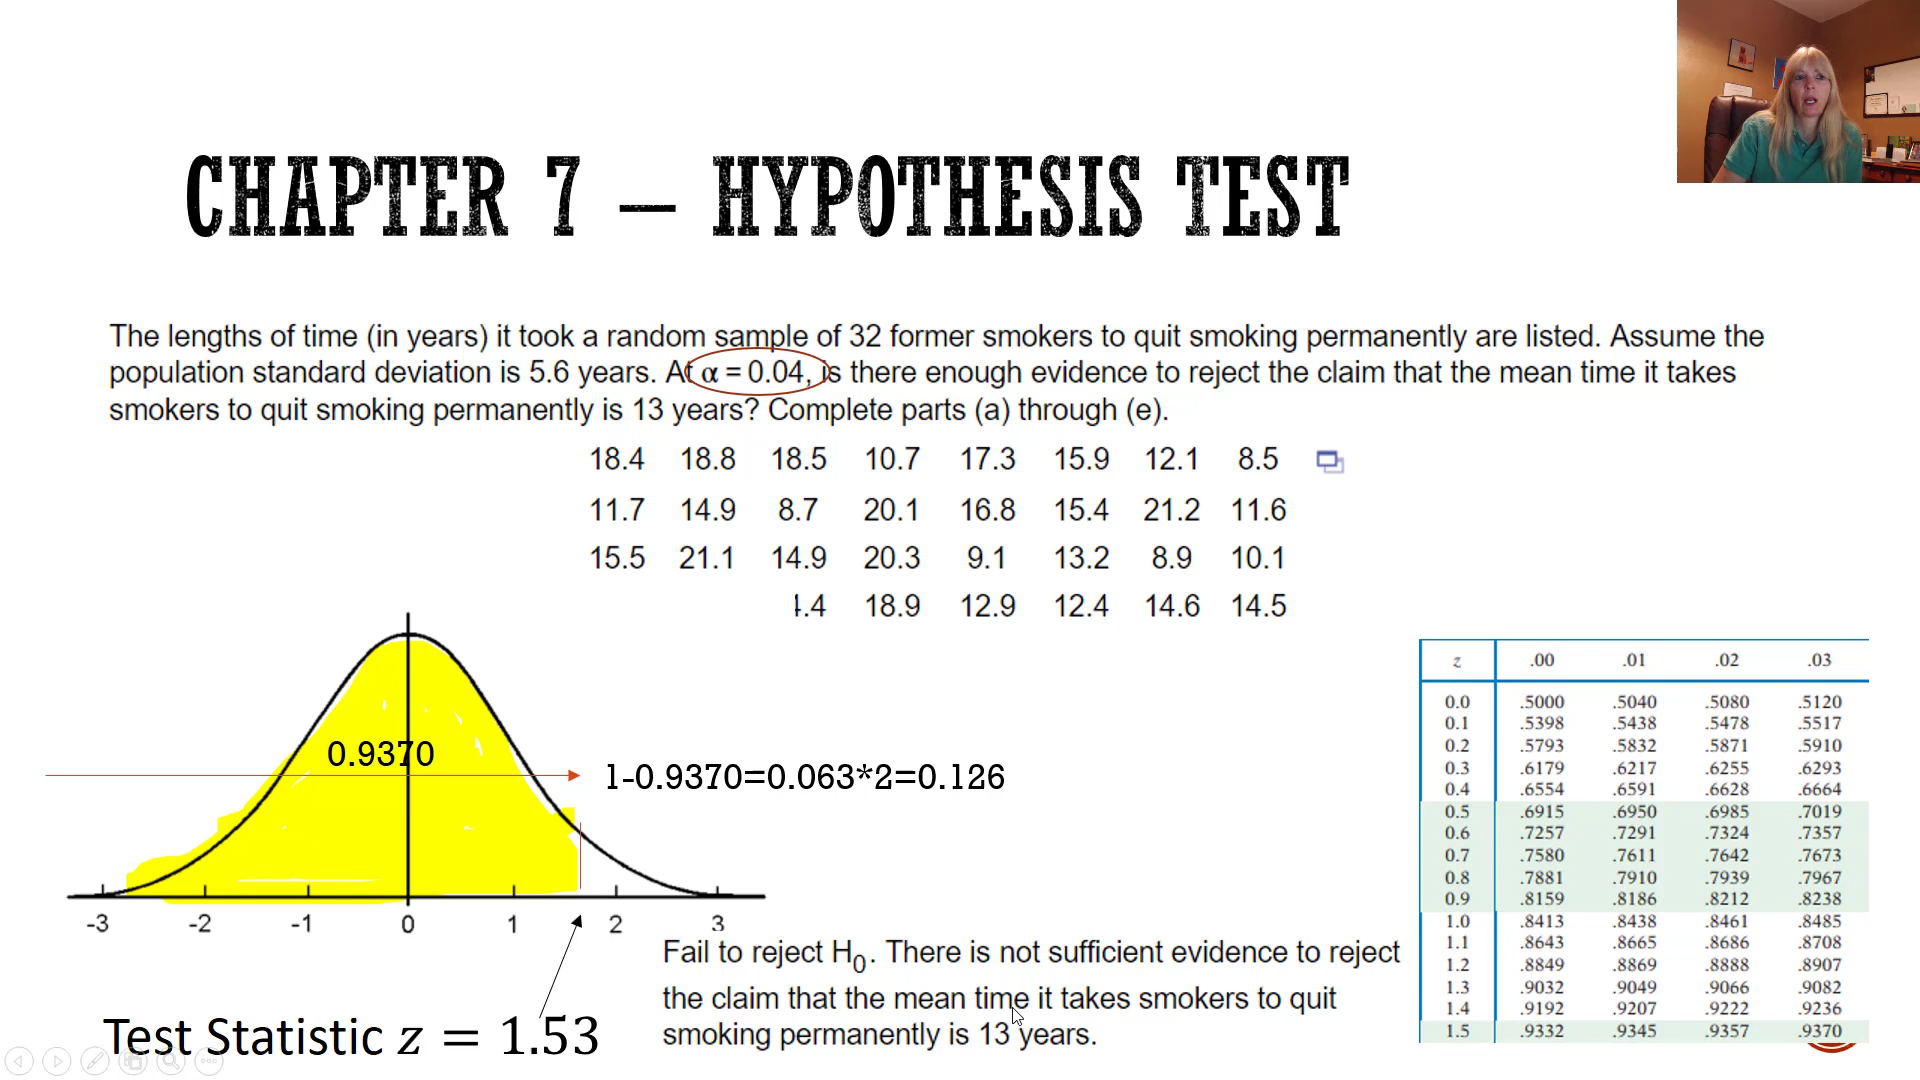 CHAPTER 7 – HYPOTHESIS TEST
The lengths of time (in years) it took a random sample of 32 former smokers to quit smoking permanently are listed. Assume the
population standard deviation is 5.6 years. At α = 0.04, is there enough evidence to reject the claim that the mean time it takes
smokers to quit smoking permanently is 13 years? Complete parts (a) through (e).
18.4 18.8 18.5 10.7 17.3 15.9 12.1 8.5
11.7 14.9 8.7 20.1 16.8 15.4 21.2 11.6
15.5 21.1 14.9 20.3 9.1 13.2 8.9 10.1
.4 18.9 12.9 12.4 14.6 14.5
0.9370
1-0.9370=0.063*2=0.126
-3 -2 -1 0 1 2 3
Test Statistic z = 1.53
Fail to reject H0. There is not sufficient evidence to reject
the claim that the mean time it takes smokers to quit
smoking permanently is 13 years.
z .00 .01 .02 .03
0.0 .5000 .5040 .5080 .5120
0.1 .5398 .5438 .5478 .5517
0.2 .5793 .5832 .5871 .5910
0.3 .6179 .6217 .6255 .6293
0.4 .6554 .6591 .6628 .6664
0.5 .6915 .6950 .6985 .7019
0.6 .7257 .7291 .7324 .7357
0.7 .7580 .7611 .7642 .7673
0.8 .7881 .7910 .7939 .7967
0.9 .8159 .8186 .8212 .8238
1.0 .8413 .8438 .8461 .8485
1.1 .8643 .8665 .8686 .8708
1.2 .8849 .8869 .8888 .8907
1.3 .9032 .9049 .9066 .9082
1.4 .9192 .9207 .9222 .9236
1.5 .9332 .9345 .9357 .9370